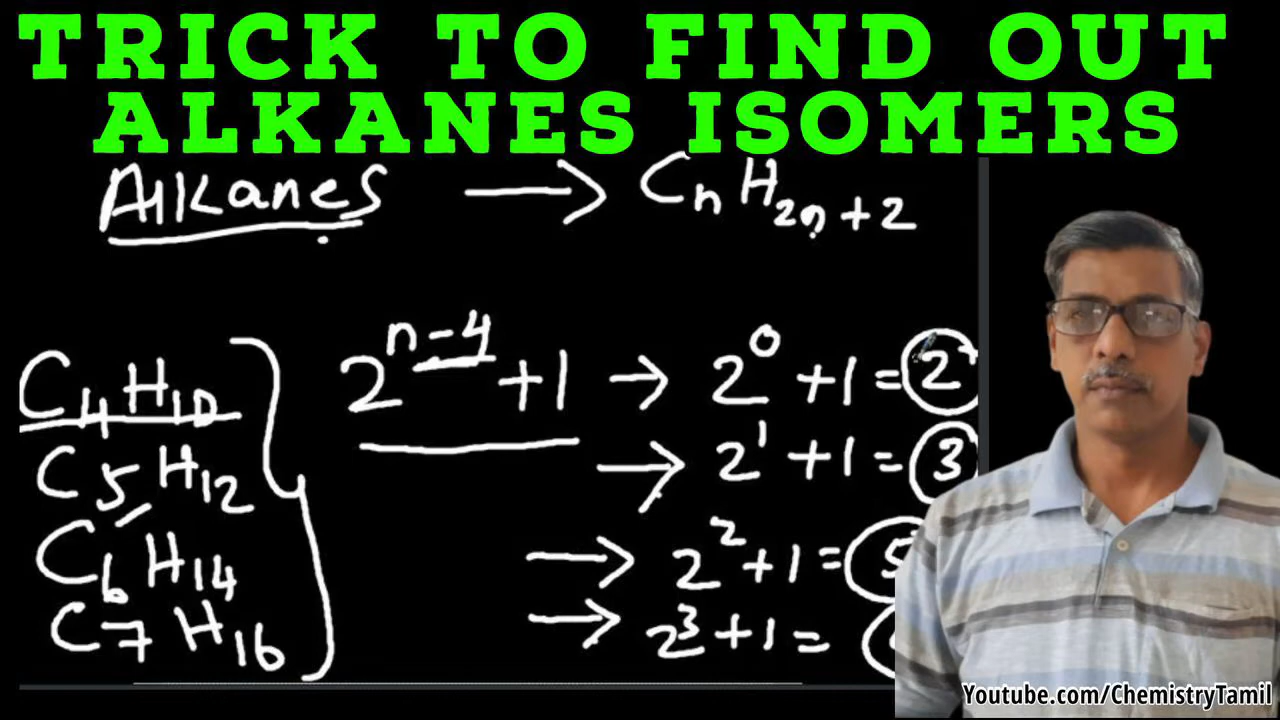 TRICK TO FIND OUT
ALKANES ISOMERS
Alkanes → CnH2n+2
C4H10 2^n-4 +1 → 2^0 +1 = 2
C5H12 → 2^1 +1 = 3
C6H14 → 2^2 +1 = 5
C7H16 → 2^3 +1 =
Youtube.com/ChemistryTamil